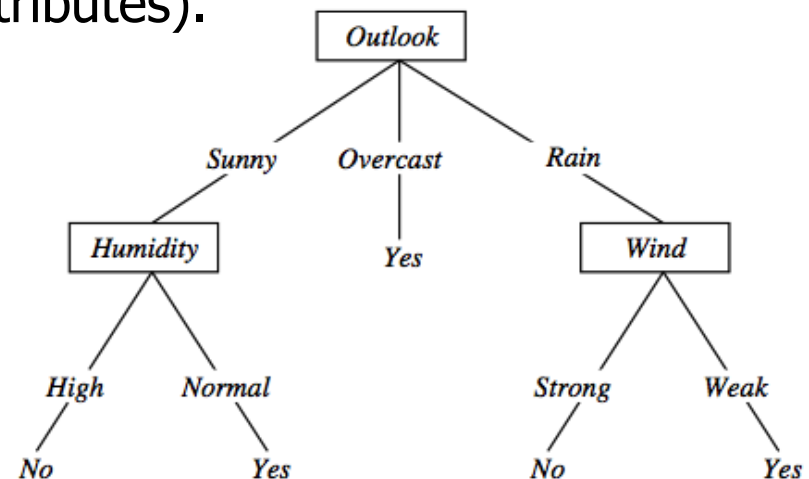 tributes).
Outlook
Sunny Overcast Rain
Humidity Yes Wind
High Normal Strong Weak
No Yes No Yes